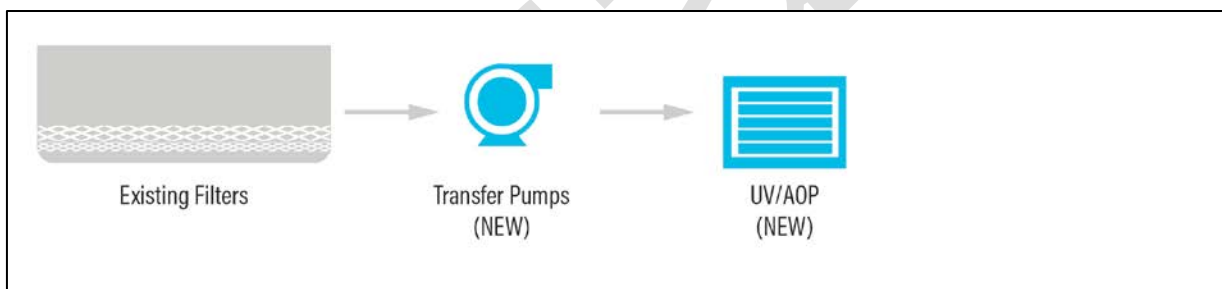 Existing Filters
Transfer Pumps
(NEW)
UV/AOP
(NEW)